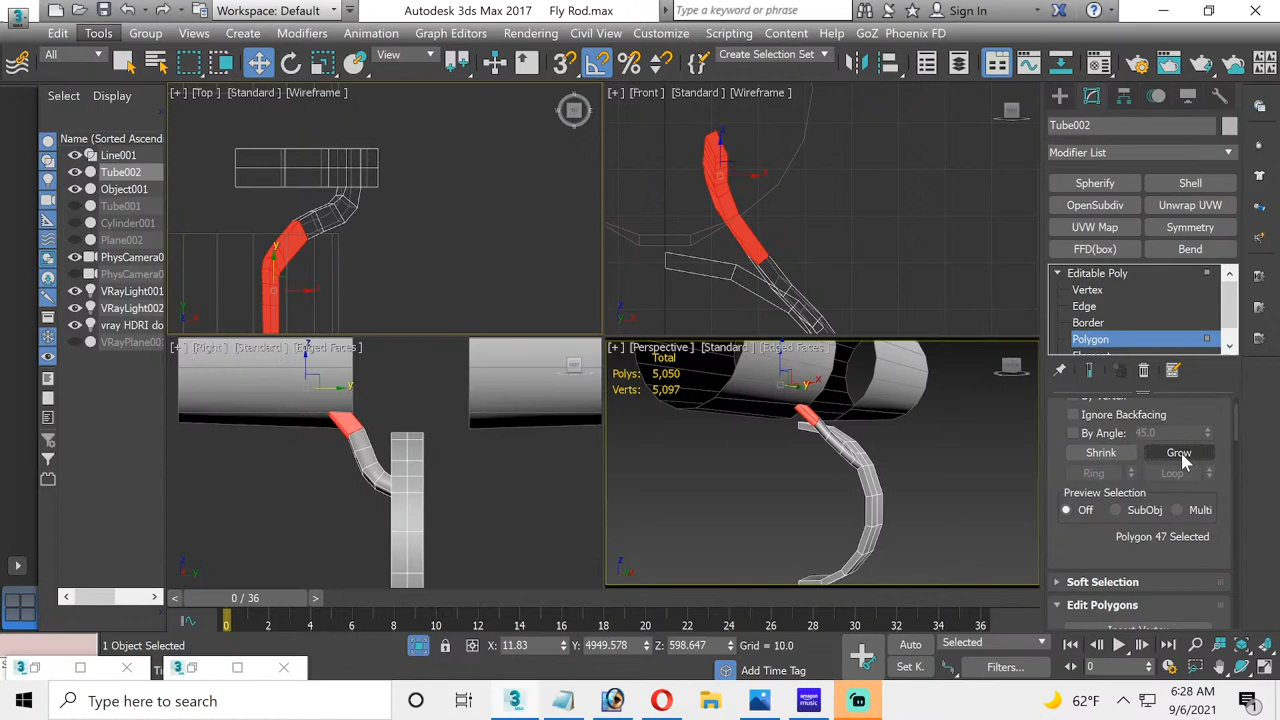 Workspace: Default
Autodesk 3ds Max 2017 Fly Rod.max
Type a keyword or phrase
Sign In
Edit Tools Group Views Create Modifiers Animation Graph Editors Rendering Civil View Customize Scripting Content GoZ Phoenix FD
All
View
Create Selection Set
Select Display
Name (Sorted Ascend
Line001
Tube002
Object001
Tube001
Cylinder001
Plane002
PhysCamera0
PhysCamera0
VRayLight001
VRayLight002
vray HDRI do
VRayPlane001
[+] [Top] [Standard] [Wireframe]
[+] [Front] [Standard] [Wireframe]
[+] [Right] [Standard] [Edged Faces]
[+] [Perspective] [Standard] [Edged Faces]
Total
Polys: 5,050
Verts: 5,097
Tube002
Modifier List
Spherify Shell
OpenSubdiv Unwrap UVW
UV Map Symmetry
FFD(box) Bend
Editable Poly
Vertex
Edge
Border
Polygon
Ignore Backfacing
By Angle: 45.0
Shrink Grow
Ring Loop
Preview Selection
Off SubObj Multi
Polygon 47 Selected
Soft Selection
Edit Polygons
0 / 36
0 2 4 6 8 10 12 14 16 18 20 22 24 26 28 30 32 34 36
1 Object Selected
X: 11.83 Y: 4949.578 Z: 598.647 Grid = 10.0
Add Time Tag
Auto Selected
Set K. Filters...
0
Type here to search
amazon music
62°F
6:28 AM
9/6/2021